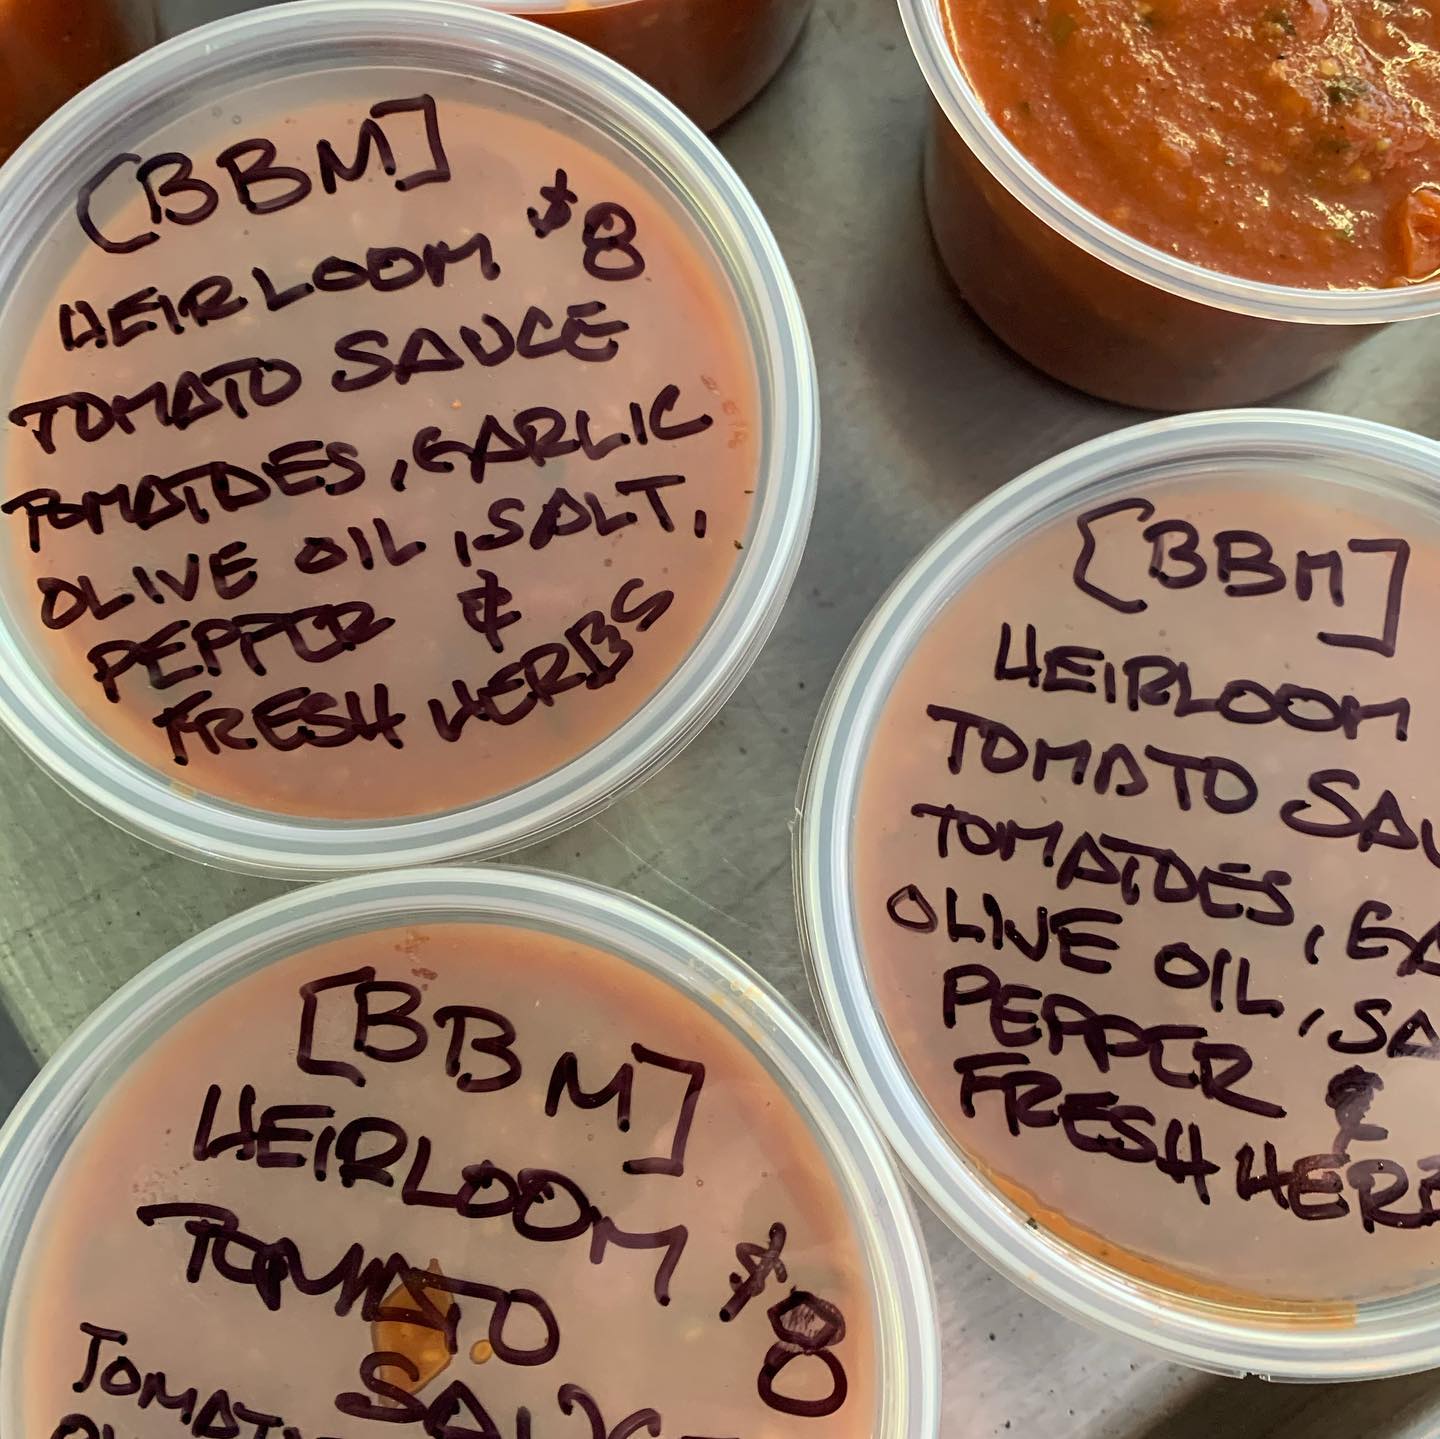 [BBM]
HEIRLOOM $8
TOMATO SAUCE
TOMATOES, GARLIC
OLIVE OIL, SALT,
PEPPER &
FRESH HERBS
[BBM]
HEIRLOOM
TOMATO SAU
TOMATOES, GA
OLIVE OIL, SA
PEPPER &
FRESH HERB
[BBM]
HEIRLOOM
TOMATO $8
SAUCE
TOMAT